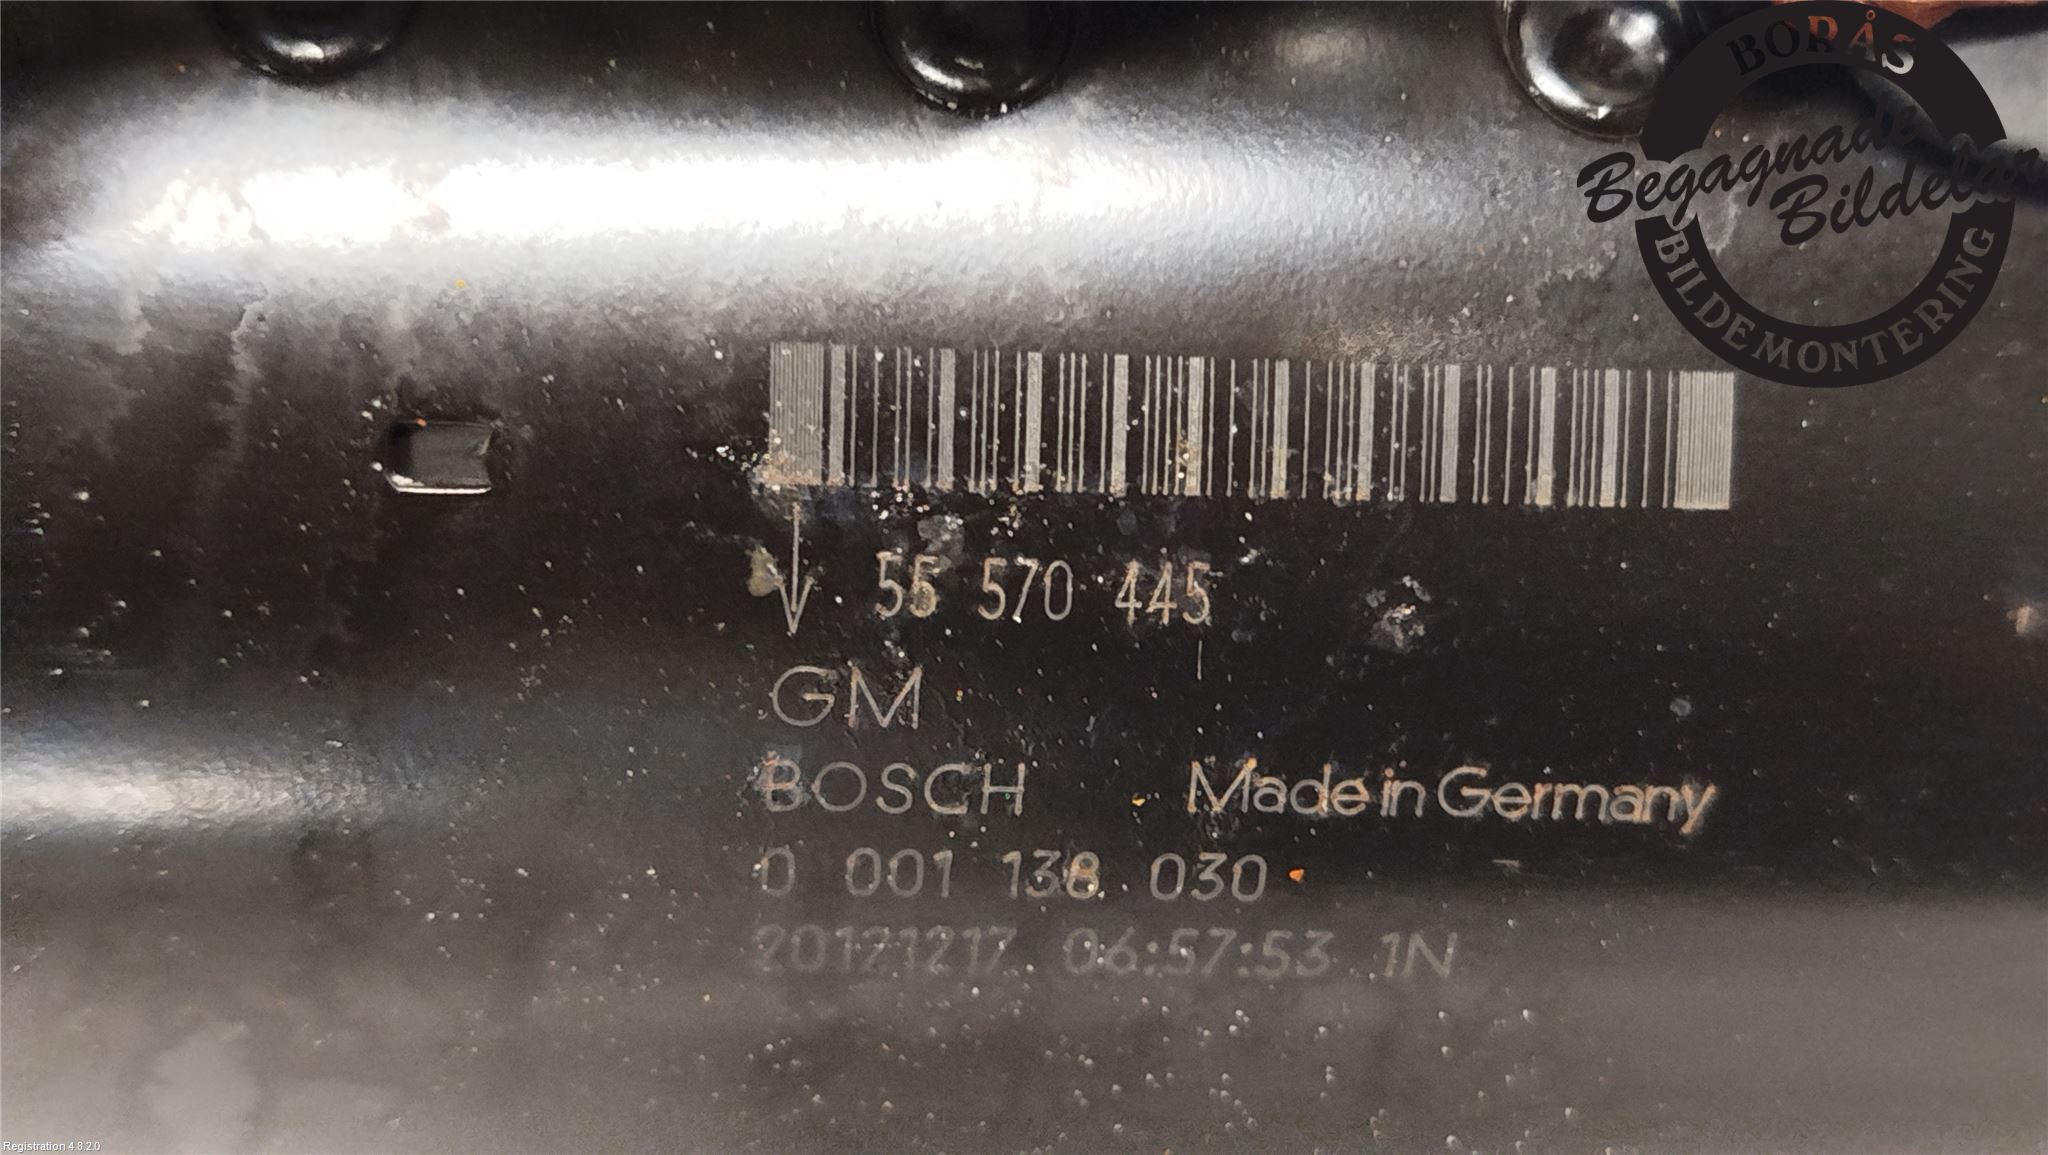 BORÅS
Begagnade
Bildelar
BILDEMONTERING
55 570 445
GM
BOSCH Made in Germany
0 001 138 030
20171217 06:57:53 1N
Registration 4.8.2.0